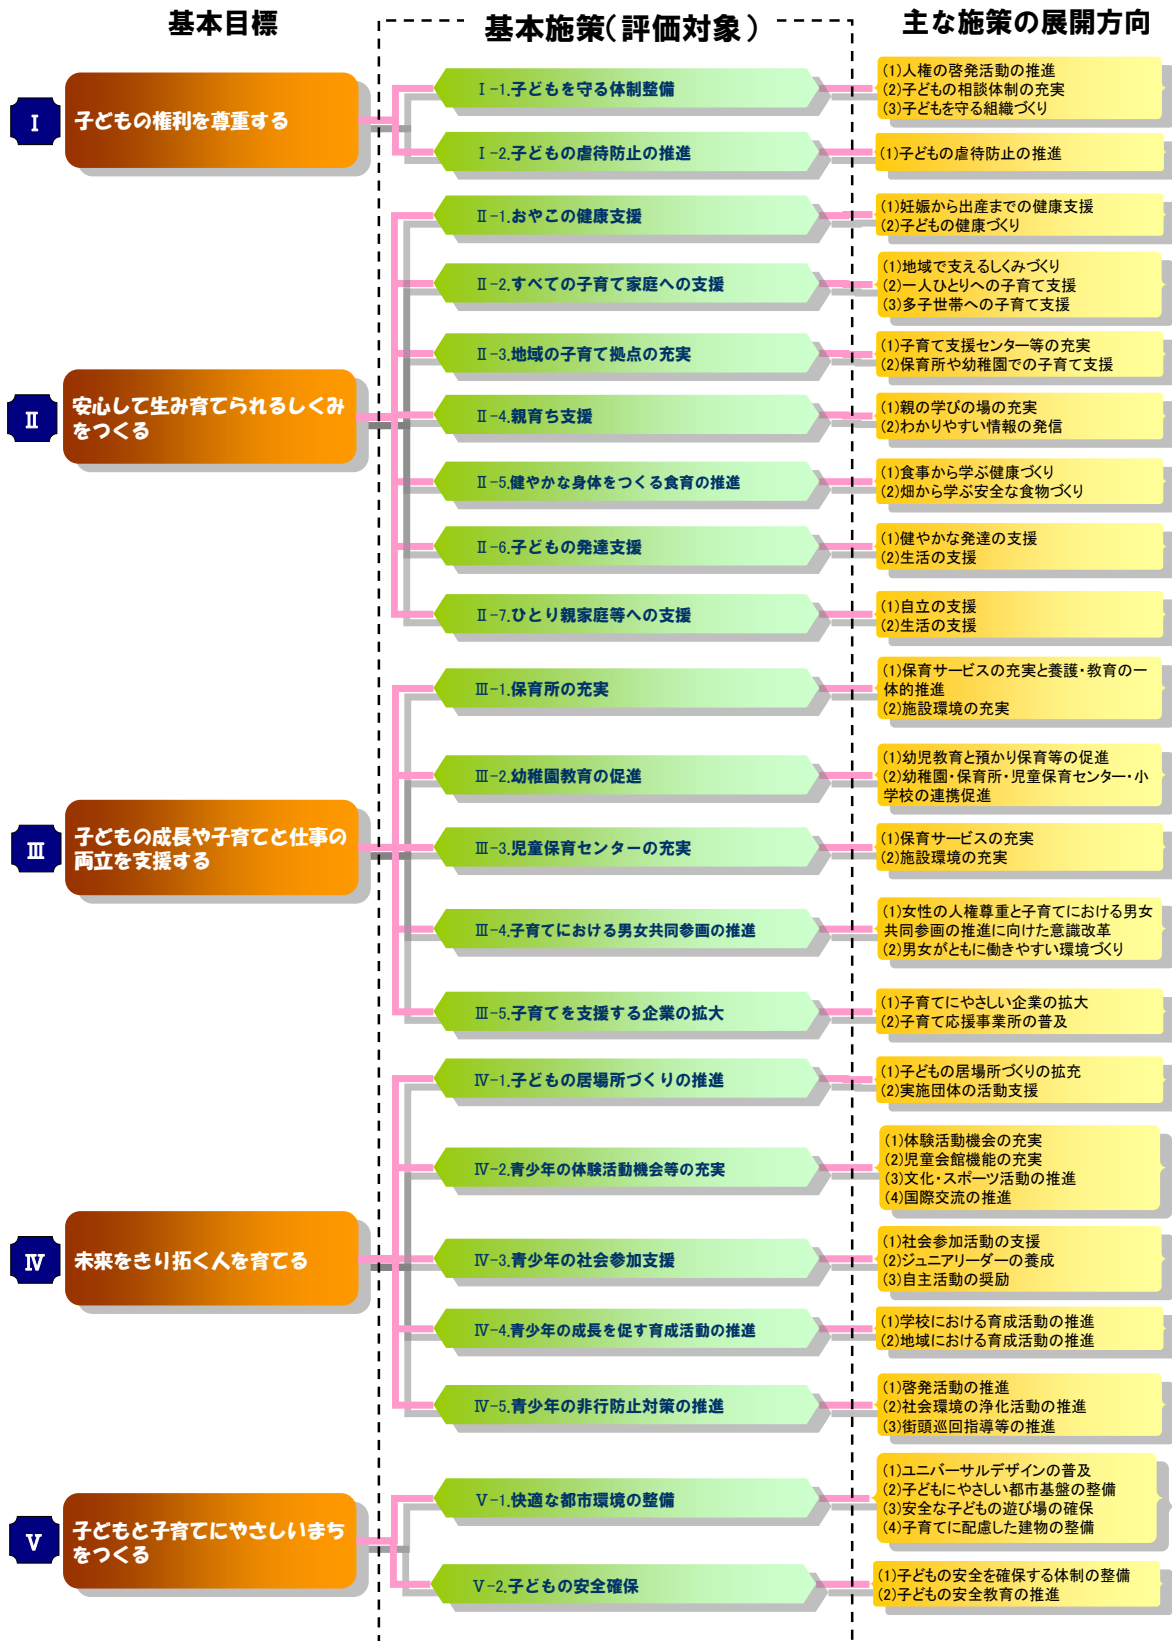 基本目標
基本施策(評価対象)
主な施策の展開方向
Ⅰ
子どもの権利を尊重する
Ⅰ-1.子どもを守る体制整備
(1)人権の啓発活動の推進
(2)子どもの相談体制の充実
(3)子どもを守る組織づくり
Ⅰ-2.子どもの虐待防止の推進
(1)子どもの虐待防止の推進
Ⅱ
安心して生み育てられるしくみ
をつくる
Ⅱ-1.おやこの健康支援
(1)妊娠から出産までの健康支援
(2)子どもの健康づくり
Ⅱ-2.すべての子育て家庭への支援
(1)地域で支えるしくみづくり
(2)一人ひとりへの子育て支援
(3)多子世帯への子育て支援
Ⅱ-3.地域の子育て拠点の充実
(1)子育て支援センター等の充実
(2)保育所や幼稚園での子育て支援
Ⅱ-4.親育ち支援
(1)親の学びの場の充実
(2)わかりやすい情報の発信
Ⅱ-5.健やかな身体をつくる食育の推進
(1)食事から学ぶ健康づくり
(2)畑から学ぶ安全な食物づくり
Ⅱ-6.子どもの発達支援
(1)健やかな発達の支援
(2)生活の支援
Ⅱ-7.ひとり親家庭等への支援
(1)自立の支援
(2)生活の支援
Ⅲ
子どもの成長や子育てと仕事の
両立を支援する
Ⅲ-1.保育所の充実
(1)保育サービスの充実と養護・教育の一
体的推進
(2)施設環境の充実
Ⅲ-2.幼稚園教育の促進
(1)幼児教育と預かり保育等の促進
(2)幼稚園・保育所・児童保育センター・小
学校の連携促進
Ⅲ-3.児童保育センターの充実
(1)保育サービスの充実
(2)施設環境の充実
Ⅲ-4.子育てにおける男女共同参画の推進
(1)女性の人権尊重と子育てにおける男女
共同参画の推進に向けた意識改革
(2)男女がともに働きやすい環境づくり
Ⅲ-5.子育てを支援する企業の拡大
(1)子育てにやさしい企業の拡大
(2)子育て応援事業所の普及
Ⅳ
未来をきり拓く人を育てる
Ⅳ-1.子どもの居場所づくりの推進
(1)子どもの居場所づくりの拡充
(2)実施団体の活動支援
Ⅳ-2.青少年の体験活動機会等の充実
(1)体験活動機会の充実
(2)児童会館機能の充実
(3)文化・スポーツ活動の推進
(4)国際交流の推進
Ⅳ-3.青少年の社会参加支援
(1)社会参加活動の支援
(2)ジュニアリーダーの養成
(3)自主活動の奨励
Ⅳ-4.青少年の成長を促す育成活動の推進
(1)学校における育成活動の推進
(2)地域における育成活動の推進
Ⅳ-5.青少年の非行防止対策の推進
(1)啓発活動の推進
(2)社会環境の浄化活動の推進
(3)街頭巡回指導等の推進
Ⅴ
子どもと子育てにやさしいまち
をつくる
Ⅴ-1.快適な都市環境の整備
(1)ユニバーサルデザインの普及
(2)子どもにやさしい都市基盤の整備
(3)安全な子どもの遊び場の確保
(4)子育てに配慮した建物の整備
Ⅴ-2.子どもの安全確保
(1)子どもの安全を確保する体制の整備
(2)子どもの安全教育の推進